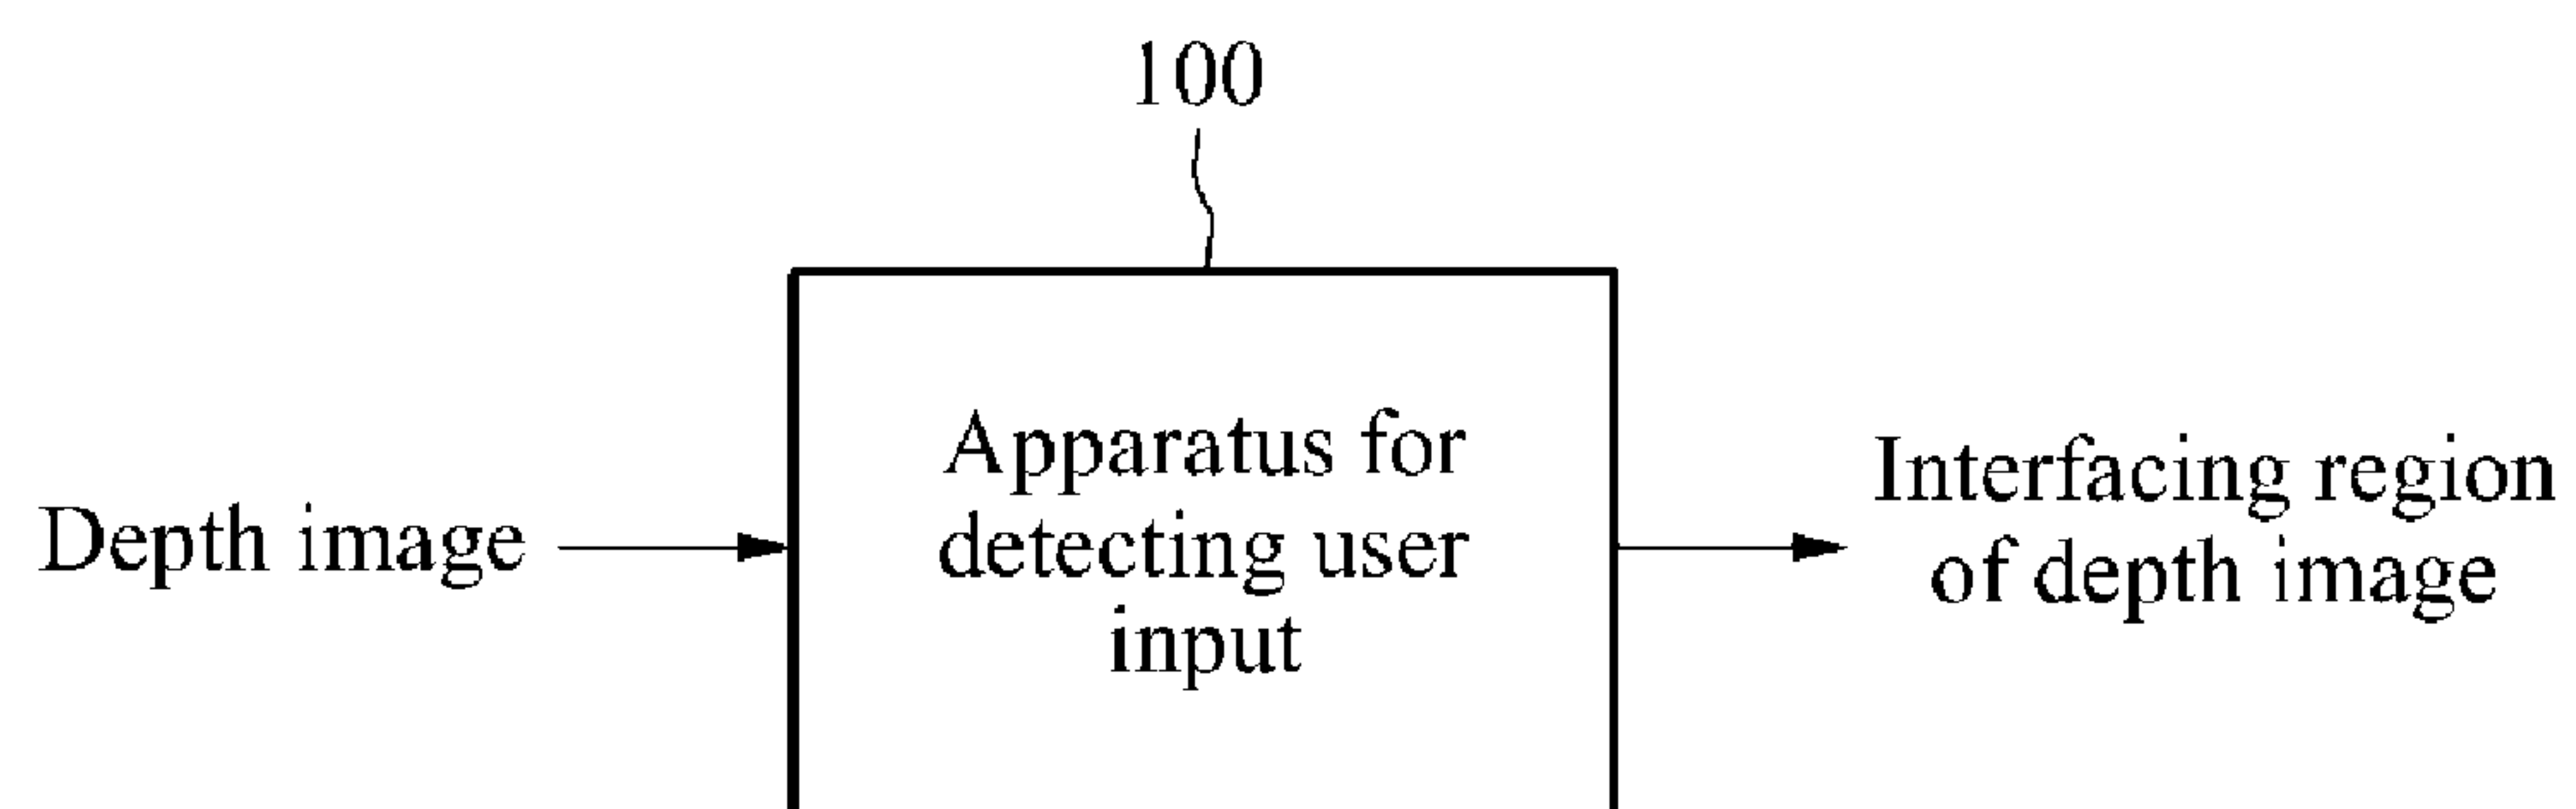 100
Depth image
Apparatus for
detecting user
input
Interfacing region
of depth image